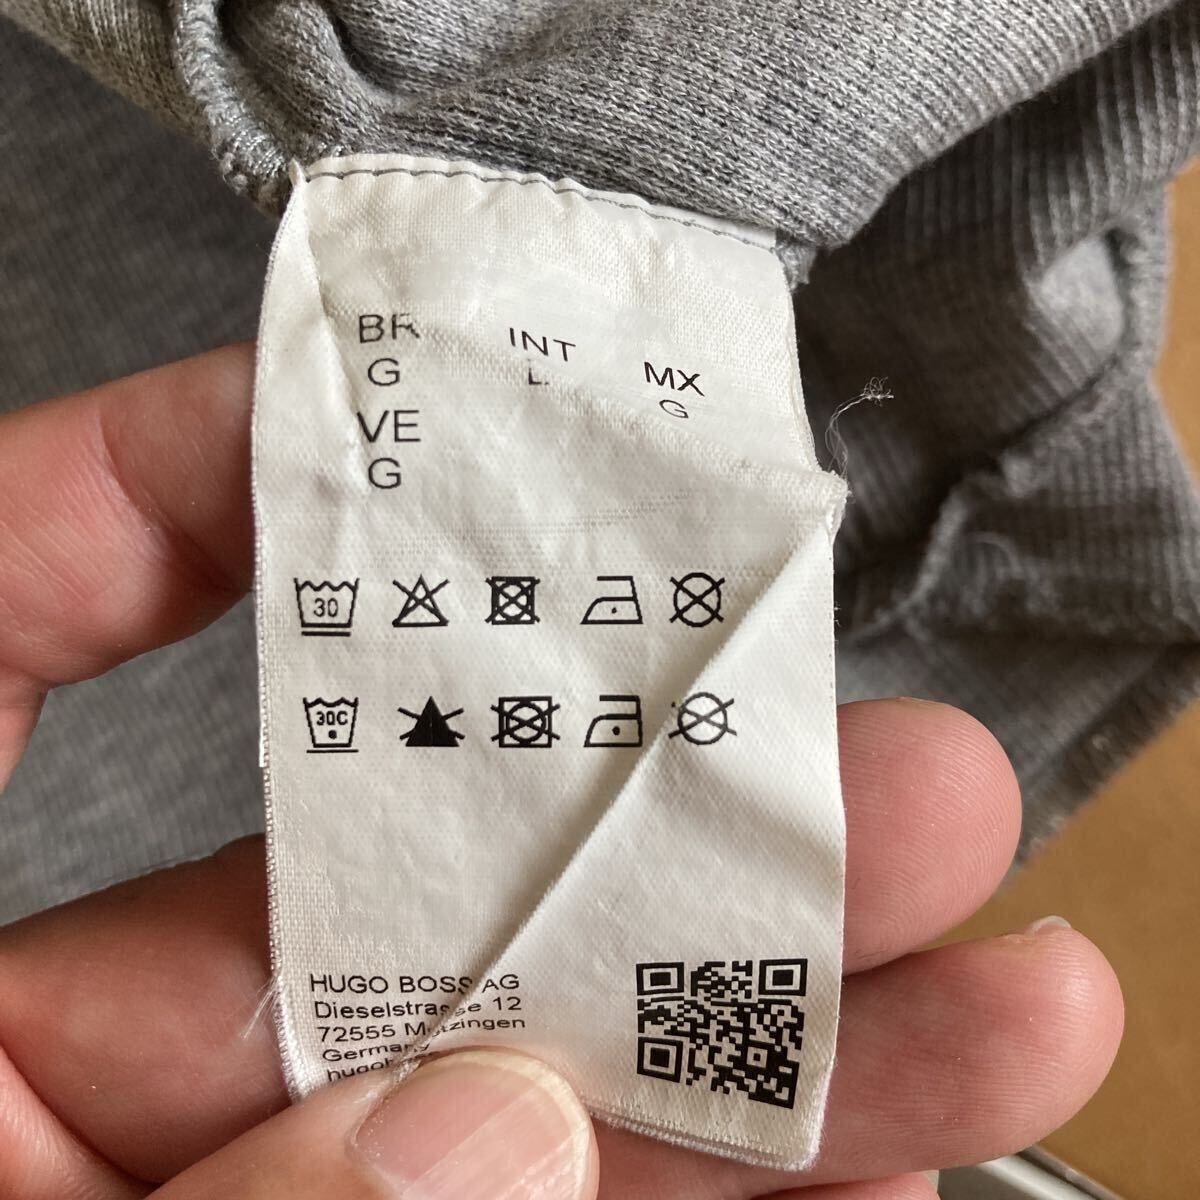 BR INT MX
G L G
VE
G
30
30C
HUGO BOSS AG
Dieselstrasse 12
72555 Metzingen
Germany